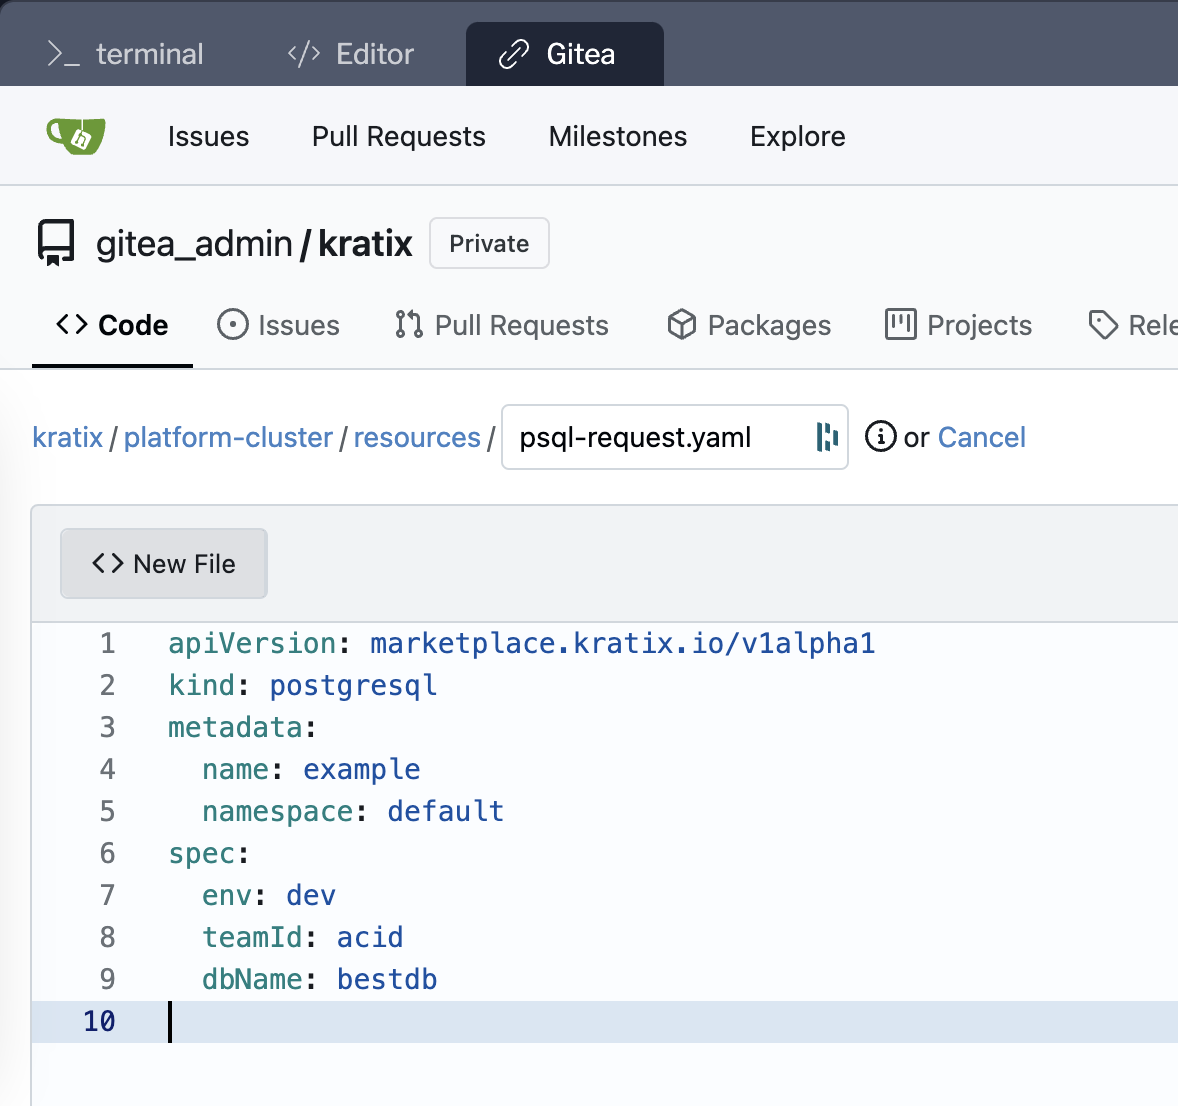 >_ terminal </> Editor Gitea
Issues Pull Requests Milestones Explore
gitea_admin / kratix Private
<> Code Issues Pull Requests Packages Projects Rele
kratix / platform-cluster / resources / psql-request.yaml or Cancel
<> New File
1 apiVersion: marketplace.kratix.io/v1alpha1
2 kind: postgresql
3 metadata:
4   name: example
5   namespace: default
6 spec:
7   env: dev
8   teamId: acid
9   dbName: bestdb
10